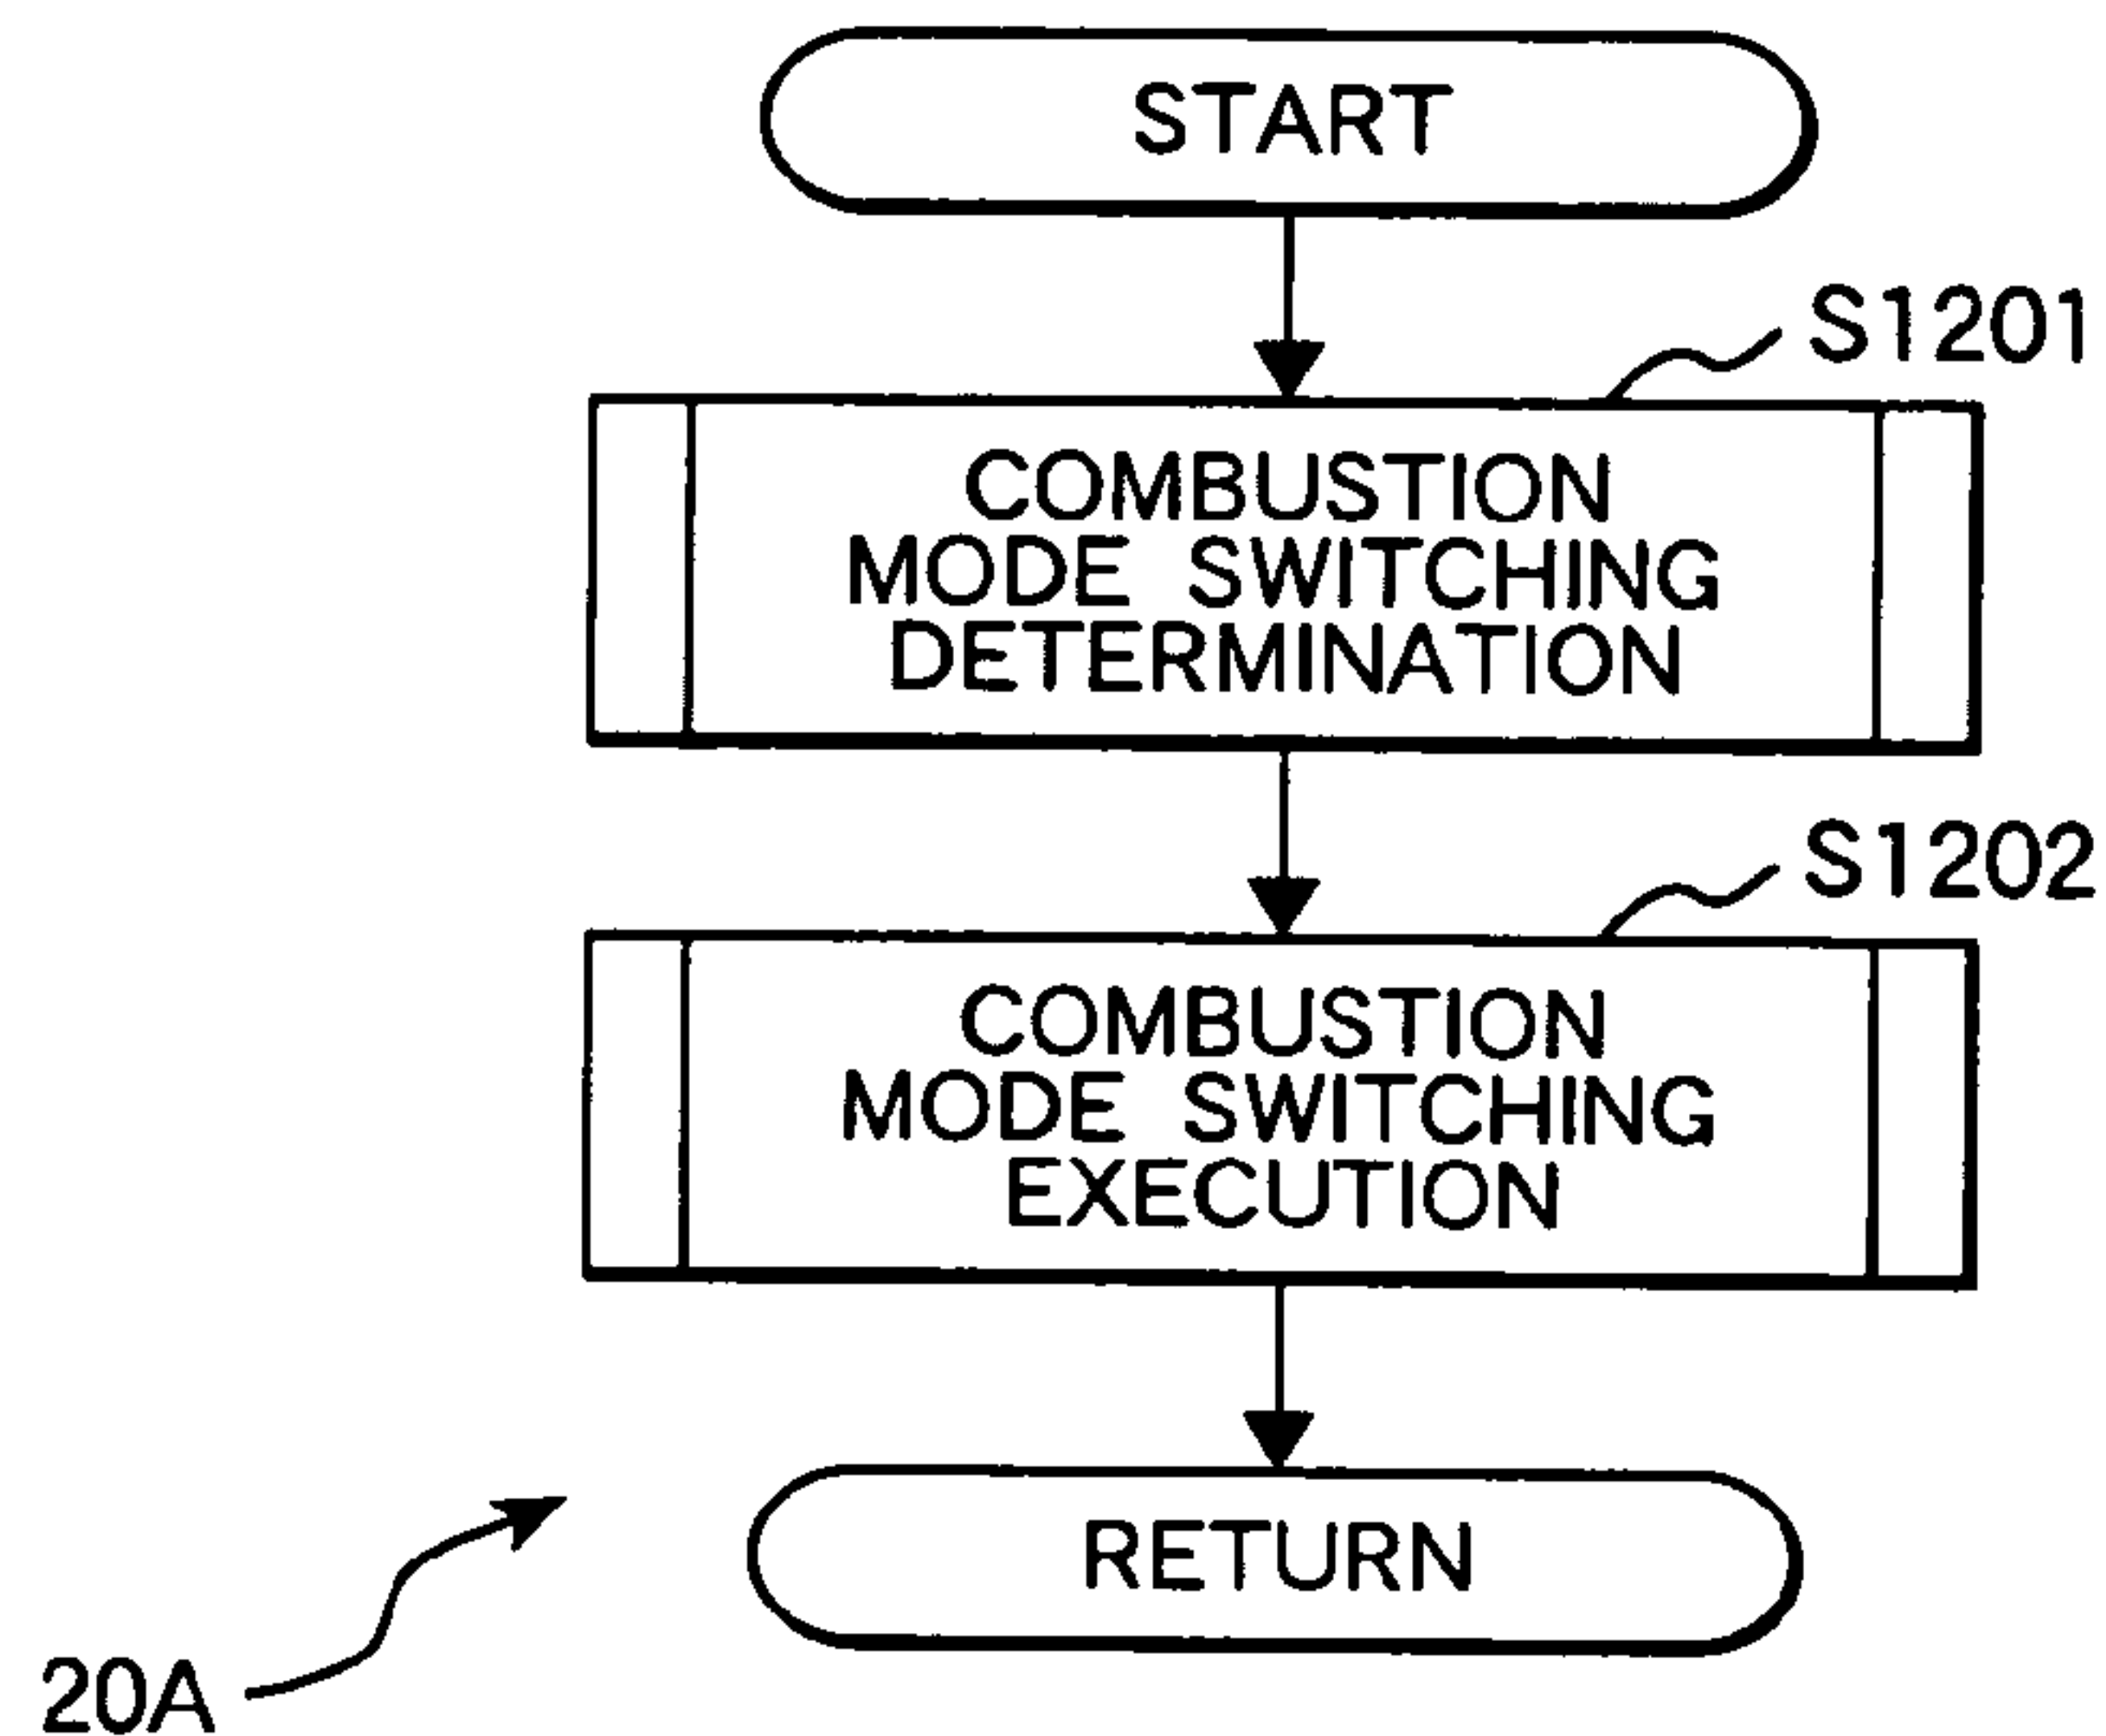 START
S1201
COMBUSTION
MODE SWITCHING
DETERMINATION
S1202
COMBUSTION
MODE SWITCHING
EXECUTION
RETURN
20A